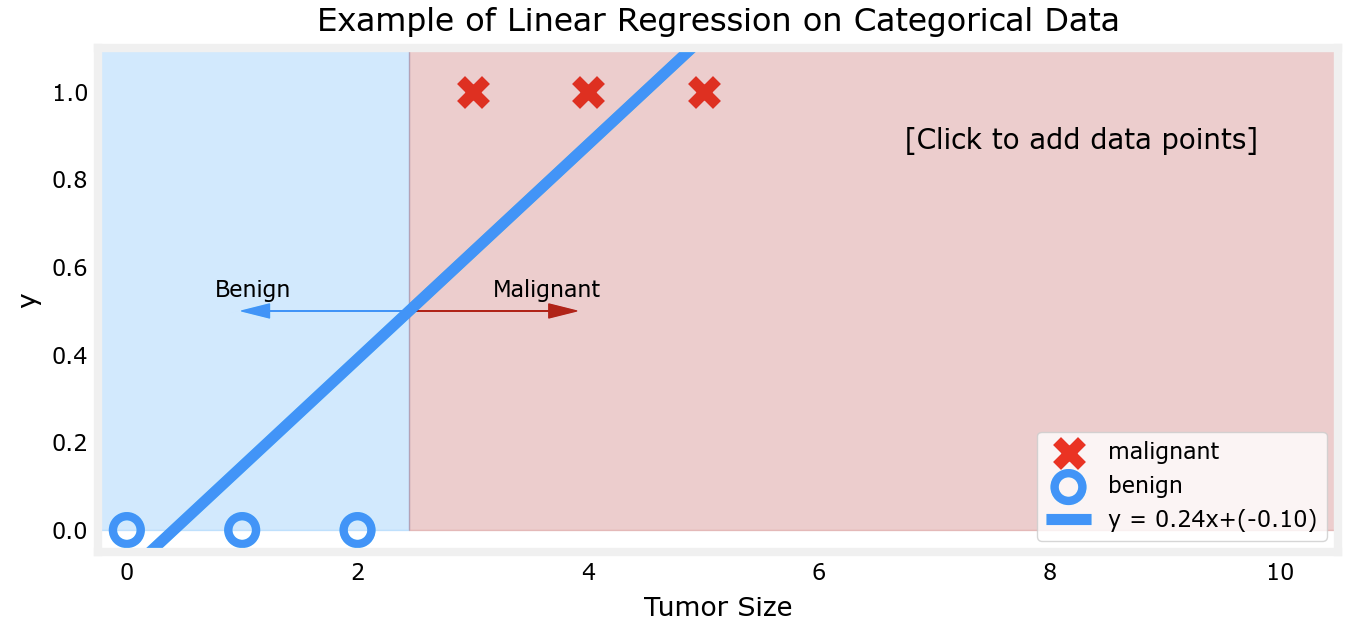 Example of Linear Regression on Categorical Data
1.0
[Click to add data points]
0.8
0.6
Benign
Malignant
y
0.4
0.2
malignant
benign
y = 0.24x+(-0.10)
0.0
0 2 4 6 8 10
Tumor Size